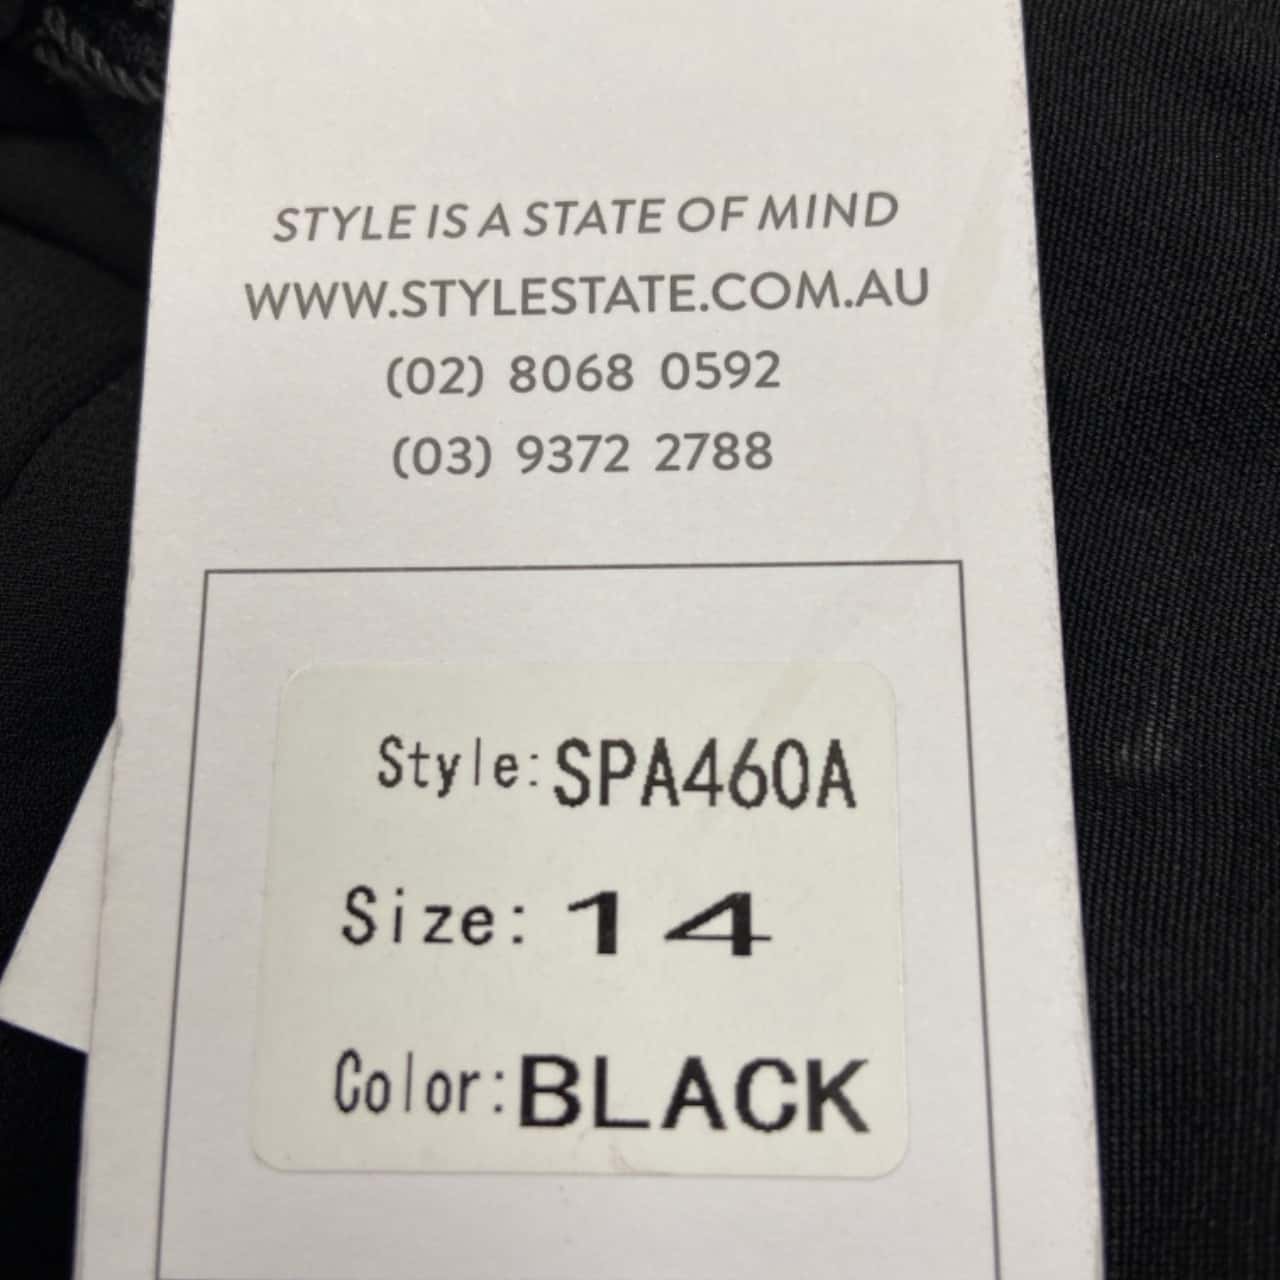 STYLE IS A STATE OF MIND
WWW.STYLESTATE.COM.AU
(02) 8068 0592
(03) 9372 2788
Style:SPA460A
Size: 14
Color:BLACK